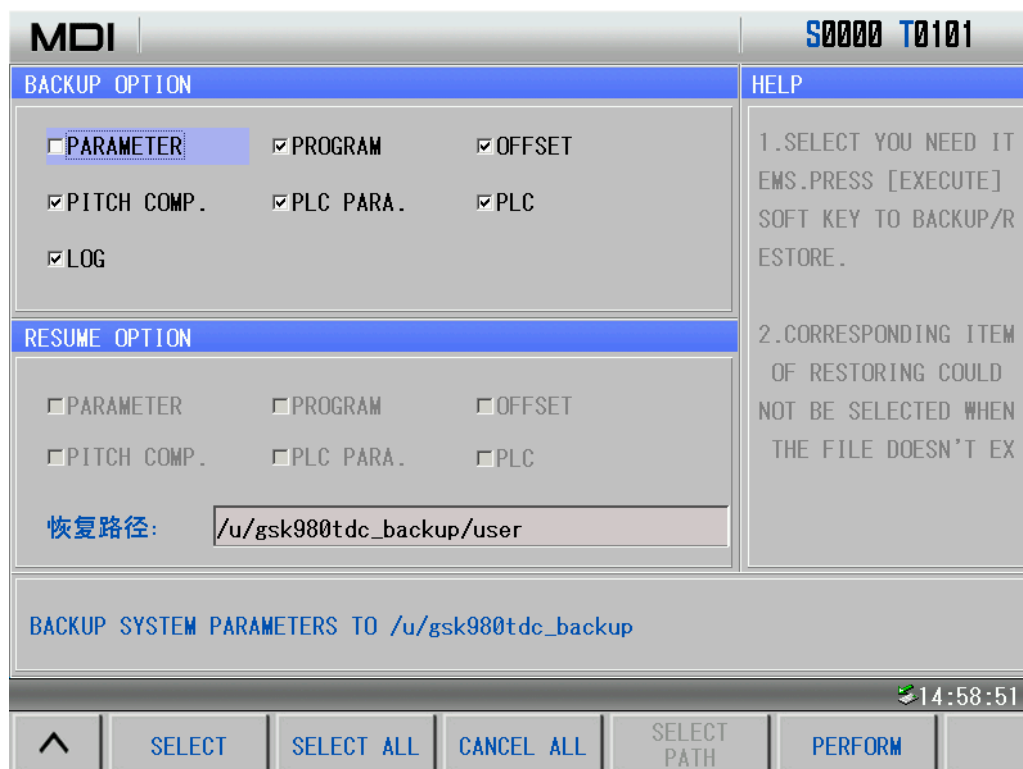 MDI
S0000 T0101
BACKUP OPTION
PARAMETER PROGRAM OFFSET
PITCH COMP. PLC PARA. PLC
LOG
RESUME OPTION
PARAMETER PROGRAM OFFSET
PITCH COMP. PLC PARA. PLC
恢复路径: /u/gsk980tdc_backup/user
HELP
1.SELECT YOU NEED IT
EMS.PRESS [EXECUTE]
SOFT KEY TO BACKUP/R
ESTORE.
2.CORRESPONDING ITEM
OF RESTORING COULD
NOT BE SELECTED WHEN
THE FILE DOESN'T EX
BACKUP SYSTEM PARAMETERS TO /u/gsk980tdc_backup
14:58:51
SELECT
SELECT ALL
CANCEL ALL
SELECT
PATH
PERFORM